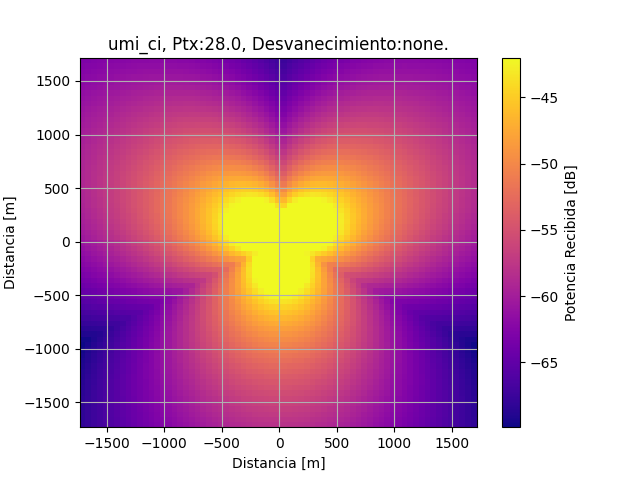 umi_ci, Ptx:28.0, Desvanecimiento:none.
1500
1000
500
0
−500
−1000
−1500
Distancia [m]
−1500 −1000 −500 0 500 1000 1500
Distancia [m]
−45
−50
−55
−60
−65
Potencia Recibida [dB]